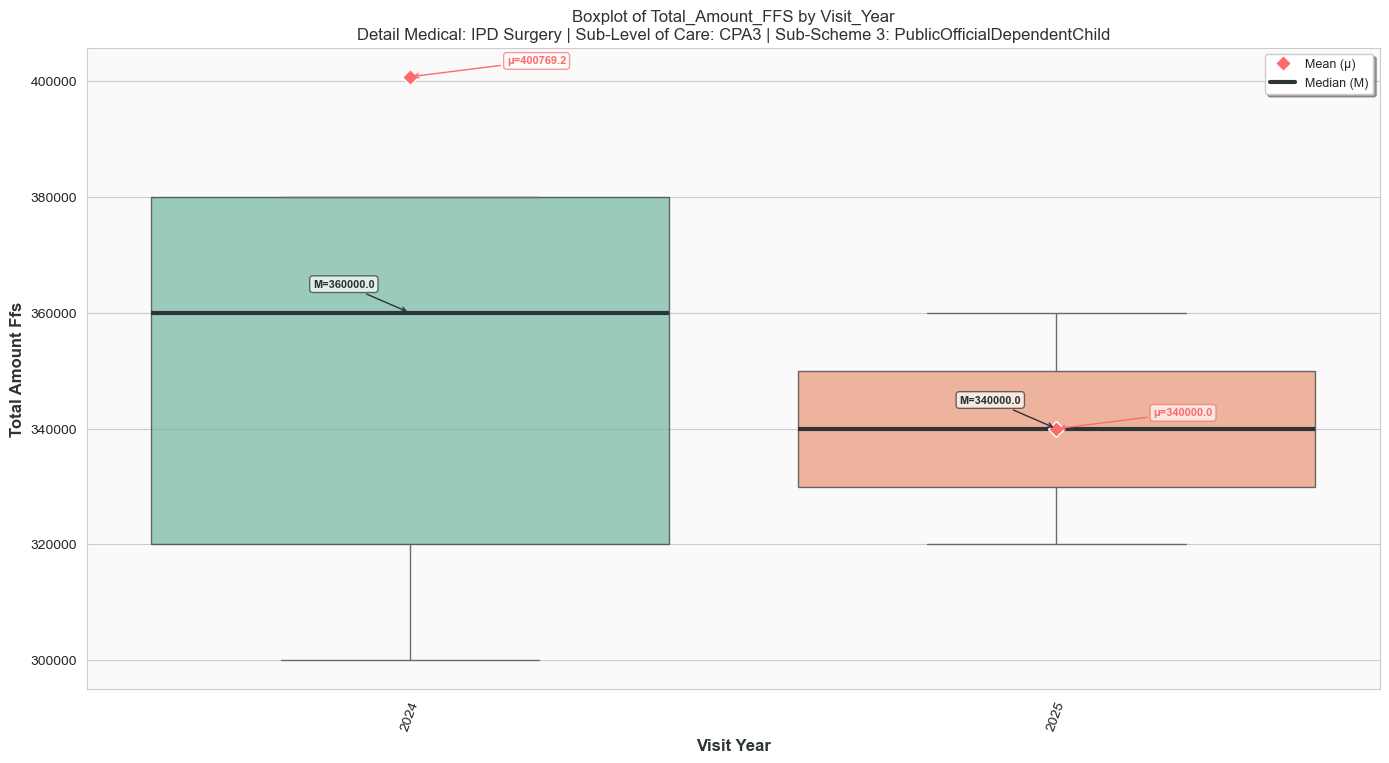 Boxplot of Total_Amount_FFS by Visit_Year
Detail Medical: IPD Surgery | Sub-Level of Care: CPA3 | Sub-Scheme 3: PublicOfficialDependentChild
μ=400769.2
Mean (μ)
Median (M)
400000
380000
M=360000.0
360000
M=340000.0
μ=340000.0
340000
320000
300000
Total Amount Ffs
2024
2025
Visit Year